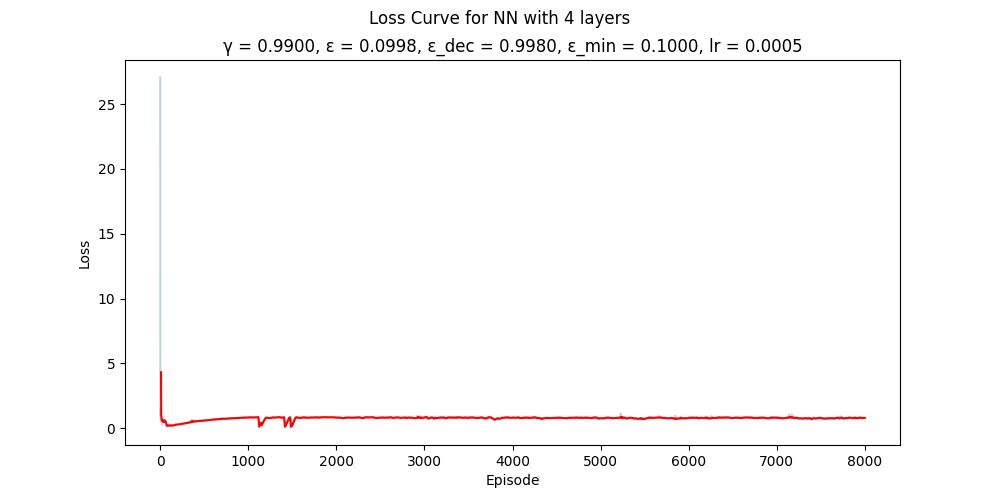 Loss Curve for NN with 4 layers
γ = 0.9900, ε = 0.0998, ε_dec = 0.9980, ε_min = 0.1000, lr = 0.0005
25
20
15
10
5
0
Loss
0 1000 2000 3000 4000 5000 6000 7000 8000
Episode